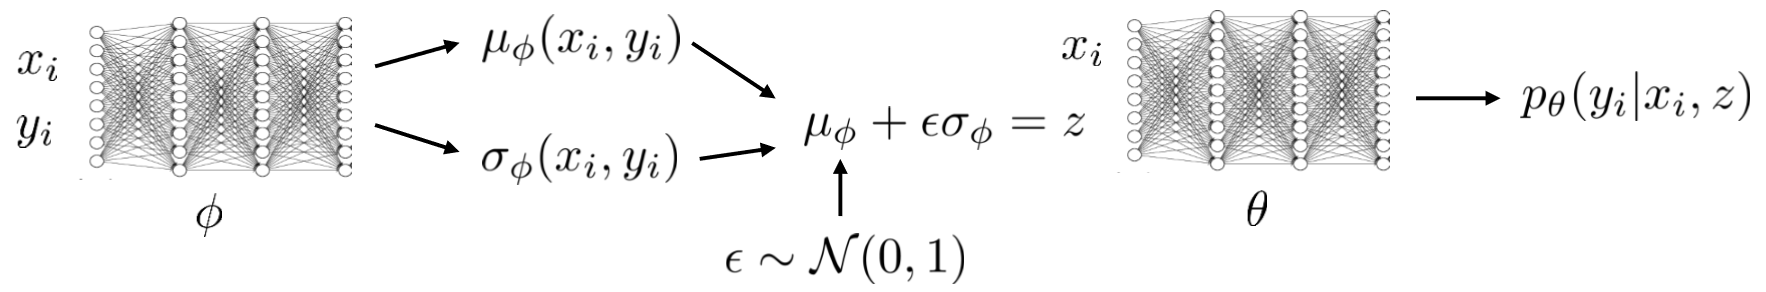 x_i
y_i
ϕ
μ_ϕ(x_i, y_i)
σ_ϕ(x_i, y_i)
μ_ϕ + ϵσ_ϕ = z
ϵ ∼ 𝒩(0, 1)
x_i
θ
p_θ(y_i|x_i, z)